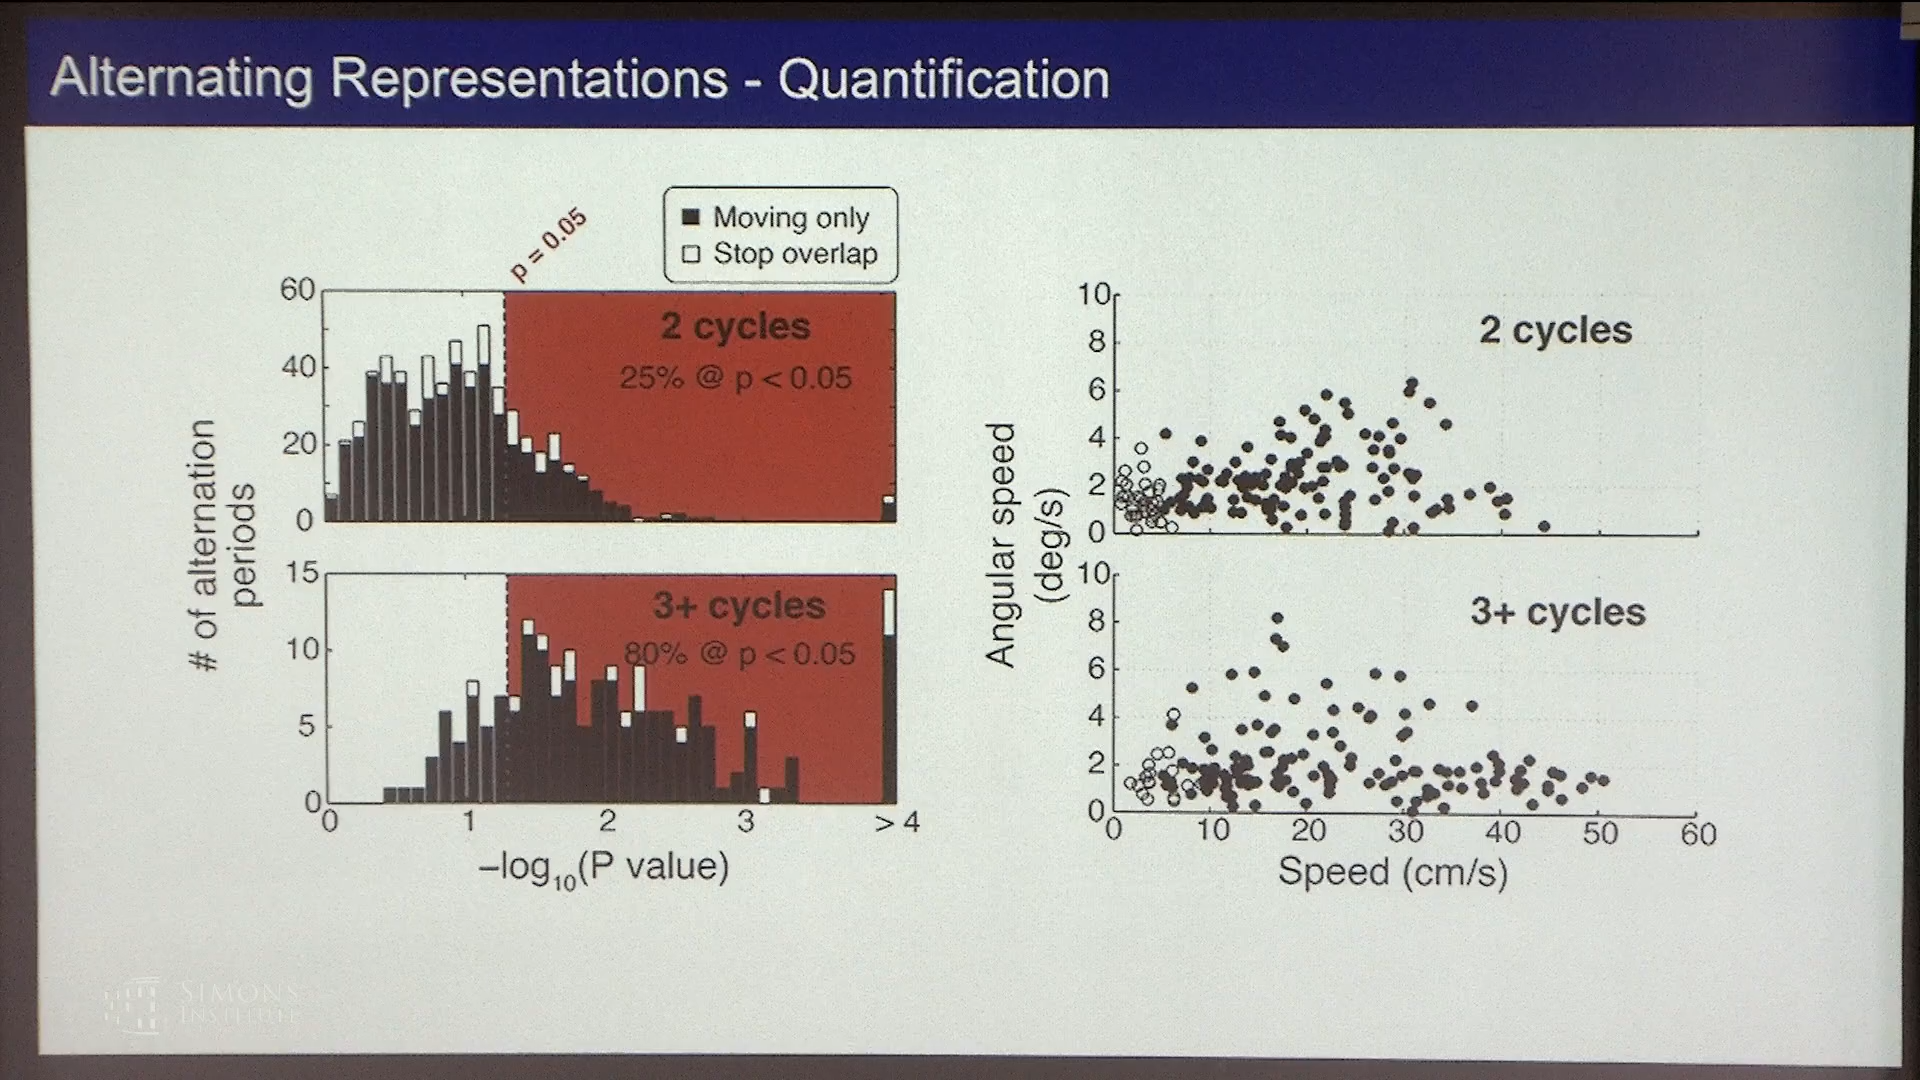 Alternating Representations - Quantification
p = 0.05
Moving only
Stop overlap
# of alternation
periods
60
40
20
0
2 cycles
25% @ p < 0.05
15
10
5
0
3+ cycles
80% @ p < 0.05
0 1 2 3 > 4
–log10(P value)
Angular speed
(deg/s)
10
8
6
4
2
0
2 cycles
10
8
6
4
2
0
3+ cycles
0 10 20 30 40 50 60
Speed (cm/s)
SIMONS
INSTITUTE